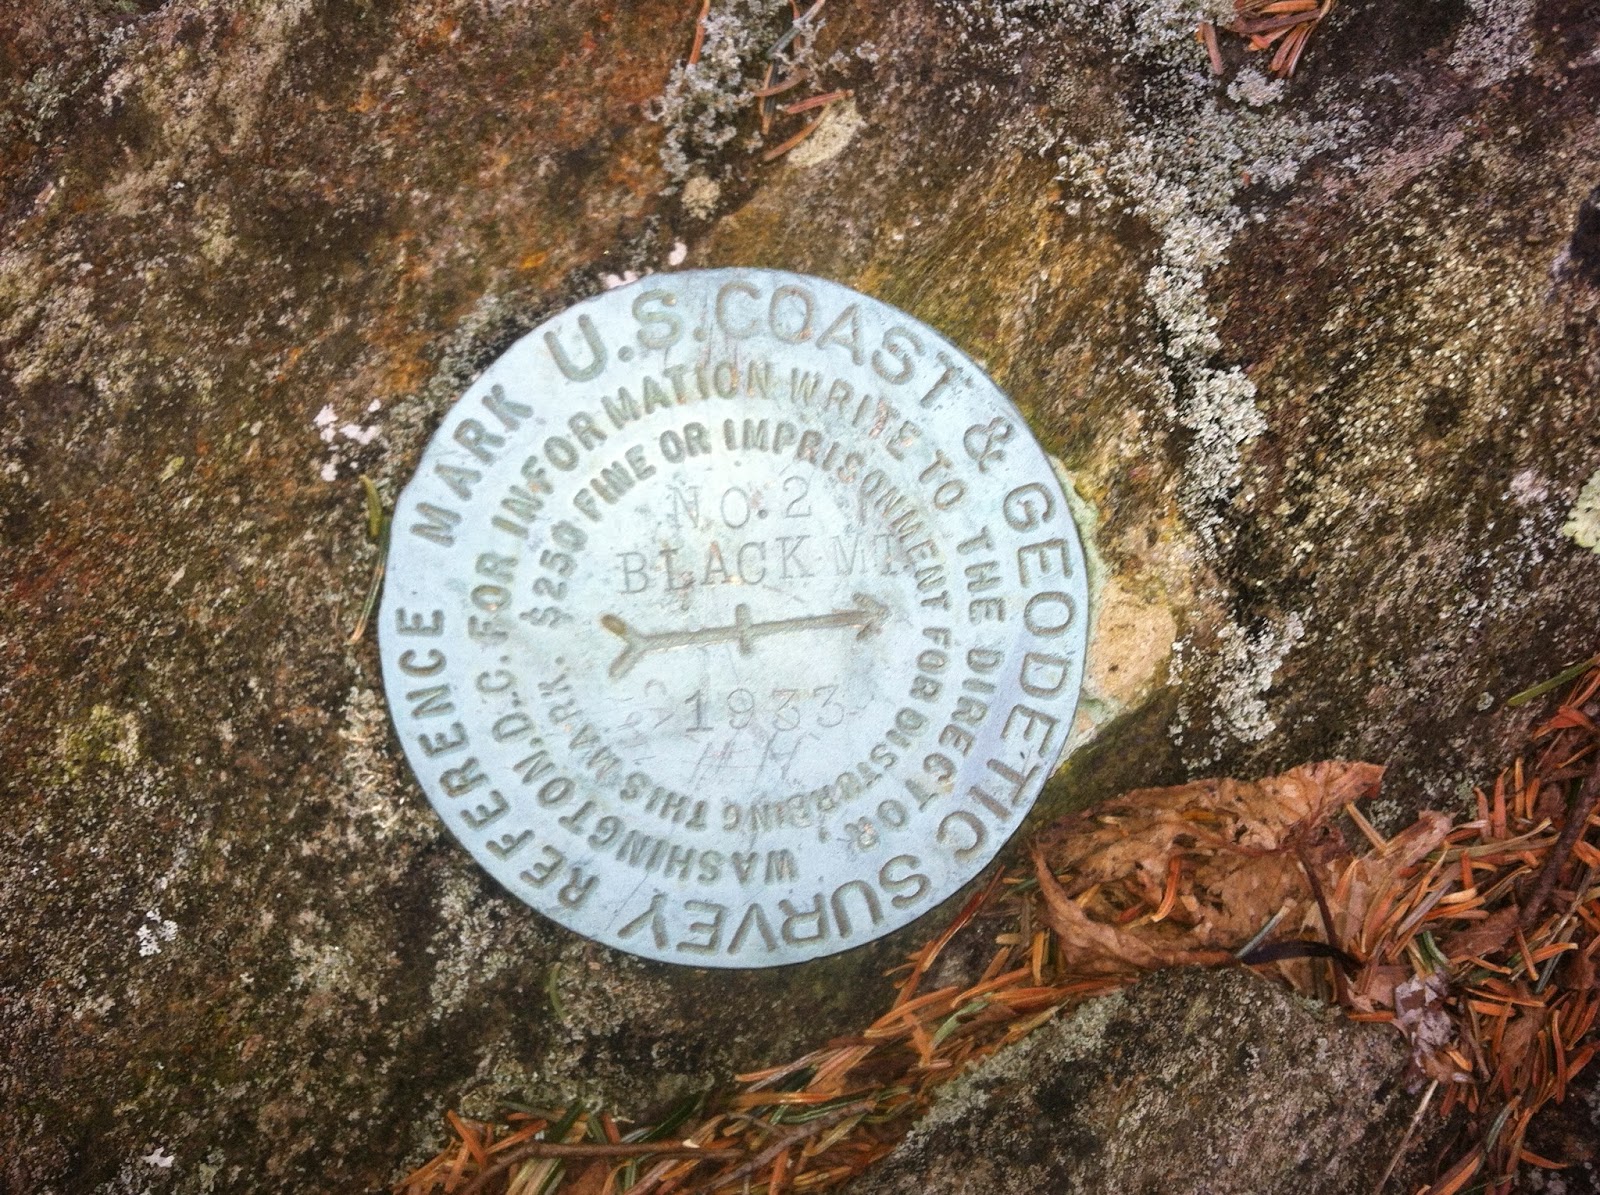 U.S. COAST & GEODETIC SURVEY REFERENCE MARK
FOR INFORMATION WRITE TO THE DIRECTOR WASHINGTON, D.C.
$250 FINE OR IMPRISONMENT FOR DISTURBING THIS MARK.
NO. 2
BLACK MT.
1933